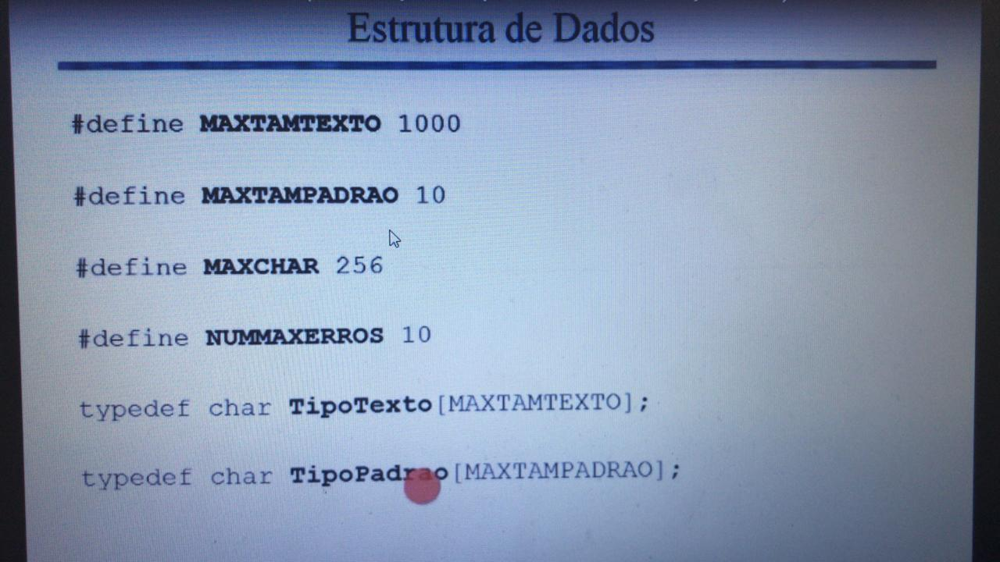 Estrutura de Dados
#define MAXTAMTEXTO 1000
#define MAXTAMPADRAO 10
#define MAXCHAR 256
#define NUMMAXERROS 10
typedef char TipoTexto[MAXTAMTEXTO];
typedef char TipoPadrao[MAXTAMPADRAO];